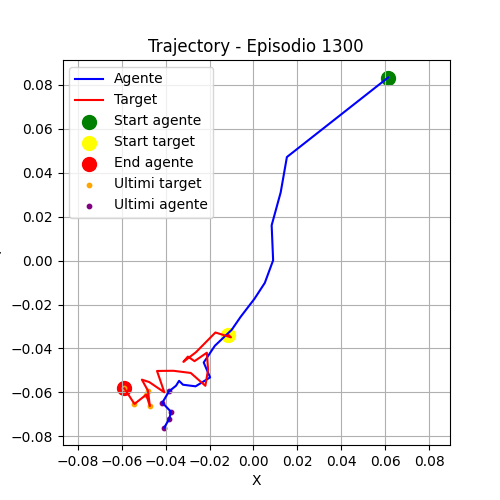 Trajectory - Episodio 1300
Agente
Target
Start agente
Start target
End agente
Ultimi target
Ultimi agente
0.08
0.06
0.04
0.02
0.00
−0.02
−0.04
−0.06
−0.08
−0.08 −0.06 −0.04 −0.02 0.00 0.02 0.04 0.06 0.08
X